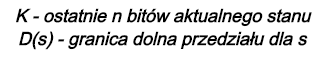 K - ostatnie n bitów aktualnego stanu
D(s) - granica dolna przedziału dla s